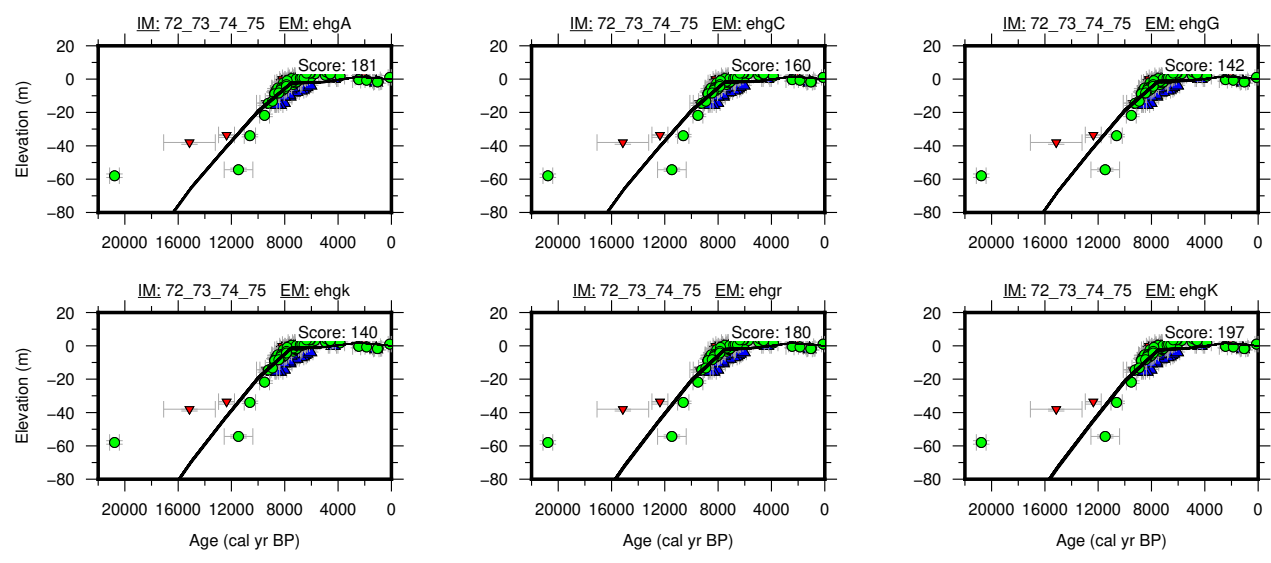 IM: 72_73_74_75 EM: ehgA
IM: 72_73_74_75 EM: ehgC
IM: 72_73_74_75 EM: ehgG
Elevation (m)
20
0
−20
−40
−60
−80
Score: 181
20
0
−20
−40
−60
−80
Score: 160
20
0
−20
−40
−60
−80
Score: 142
20000 16000 12000 8000 4000 0
20000 16000 12000 8000 4000 0
20000 16000 12000 8000 4000 0
IM: 72_73_74_75 EM: ehgk
IM: 72_73_74_75 EM: ehgr
IM: 72_73_74_75 EM: ehgK
Elevation (m)
20
0
−20
−40
−60
−80
Score: 140
20
0
−20
−40
−60
−80
Score: 180
20
0
−20
−40
−60
−80
Score: 197
20000 16000 12000 8000 4000 0
20000 16000 12000 8000 4000 0
20000 16000 12000 8000 4000 0
Age (cal yr BP)
Age (cal yr BP)
Age (cal yr BP)